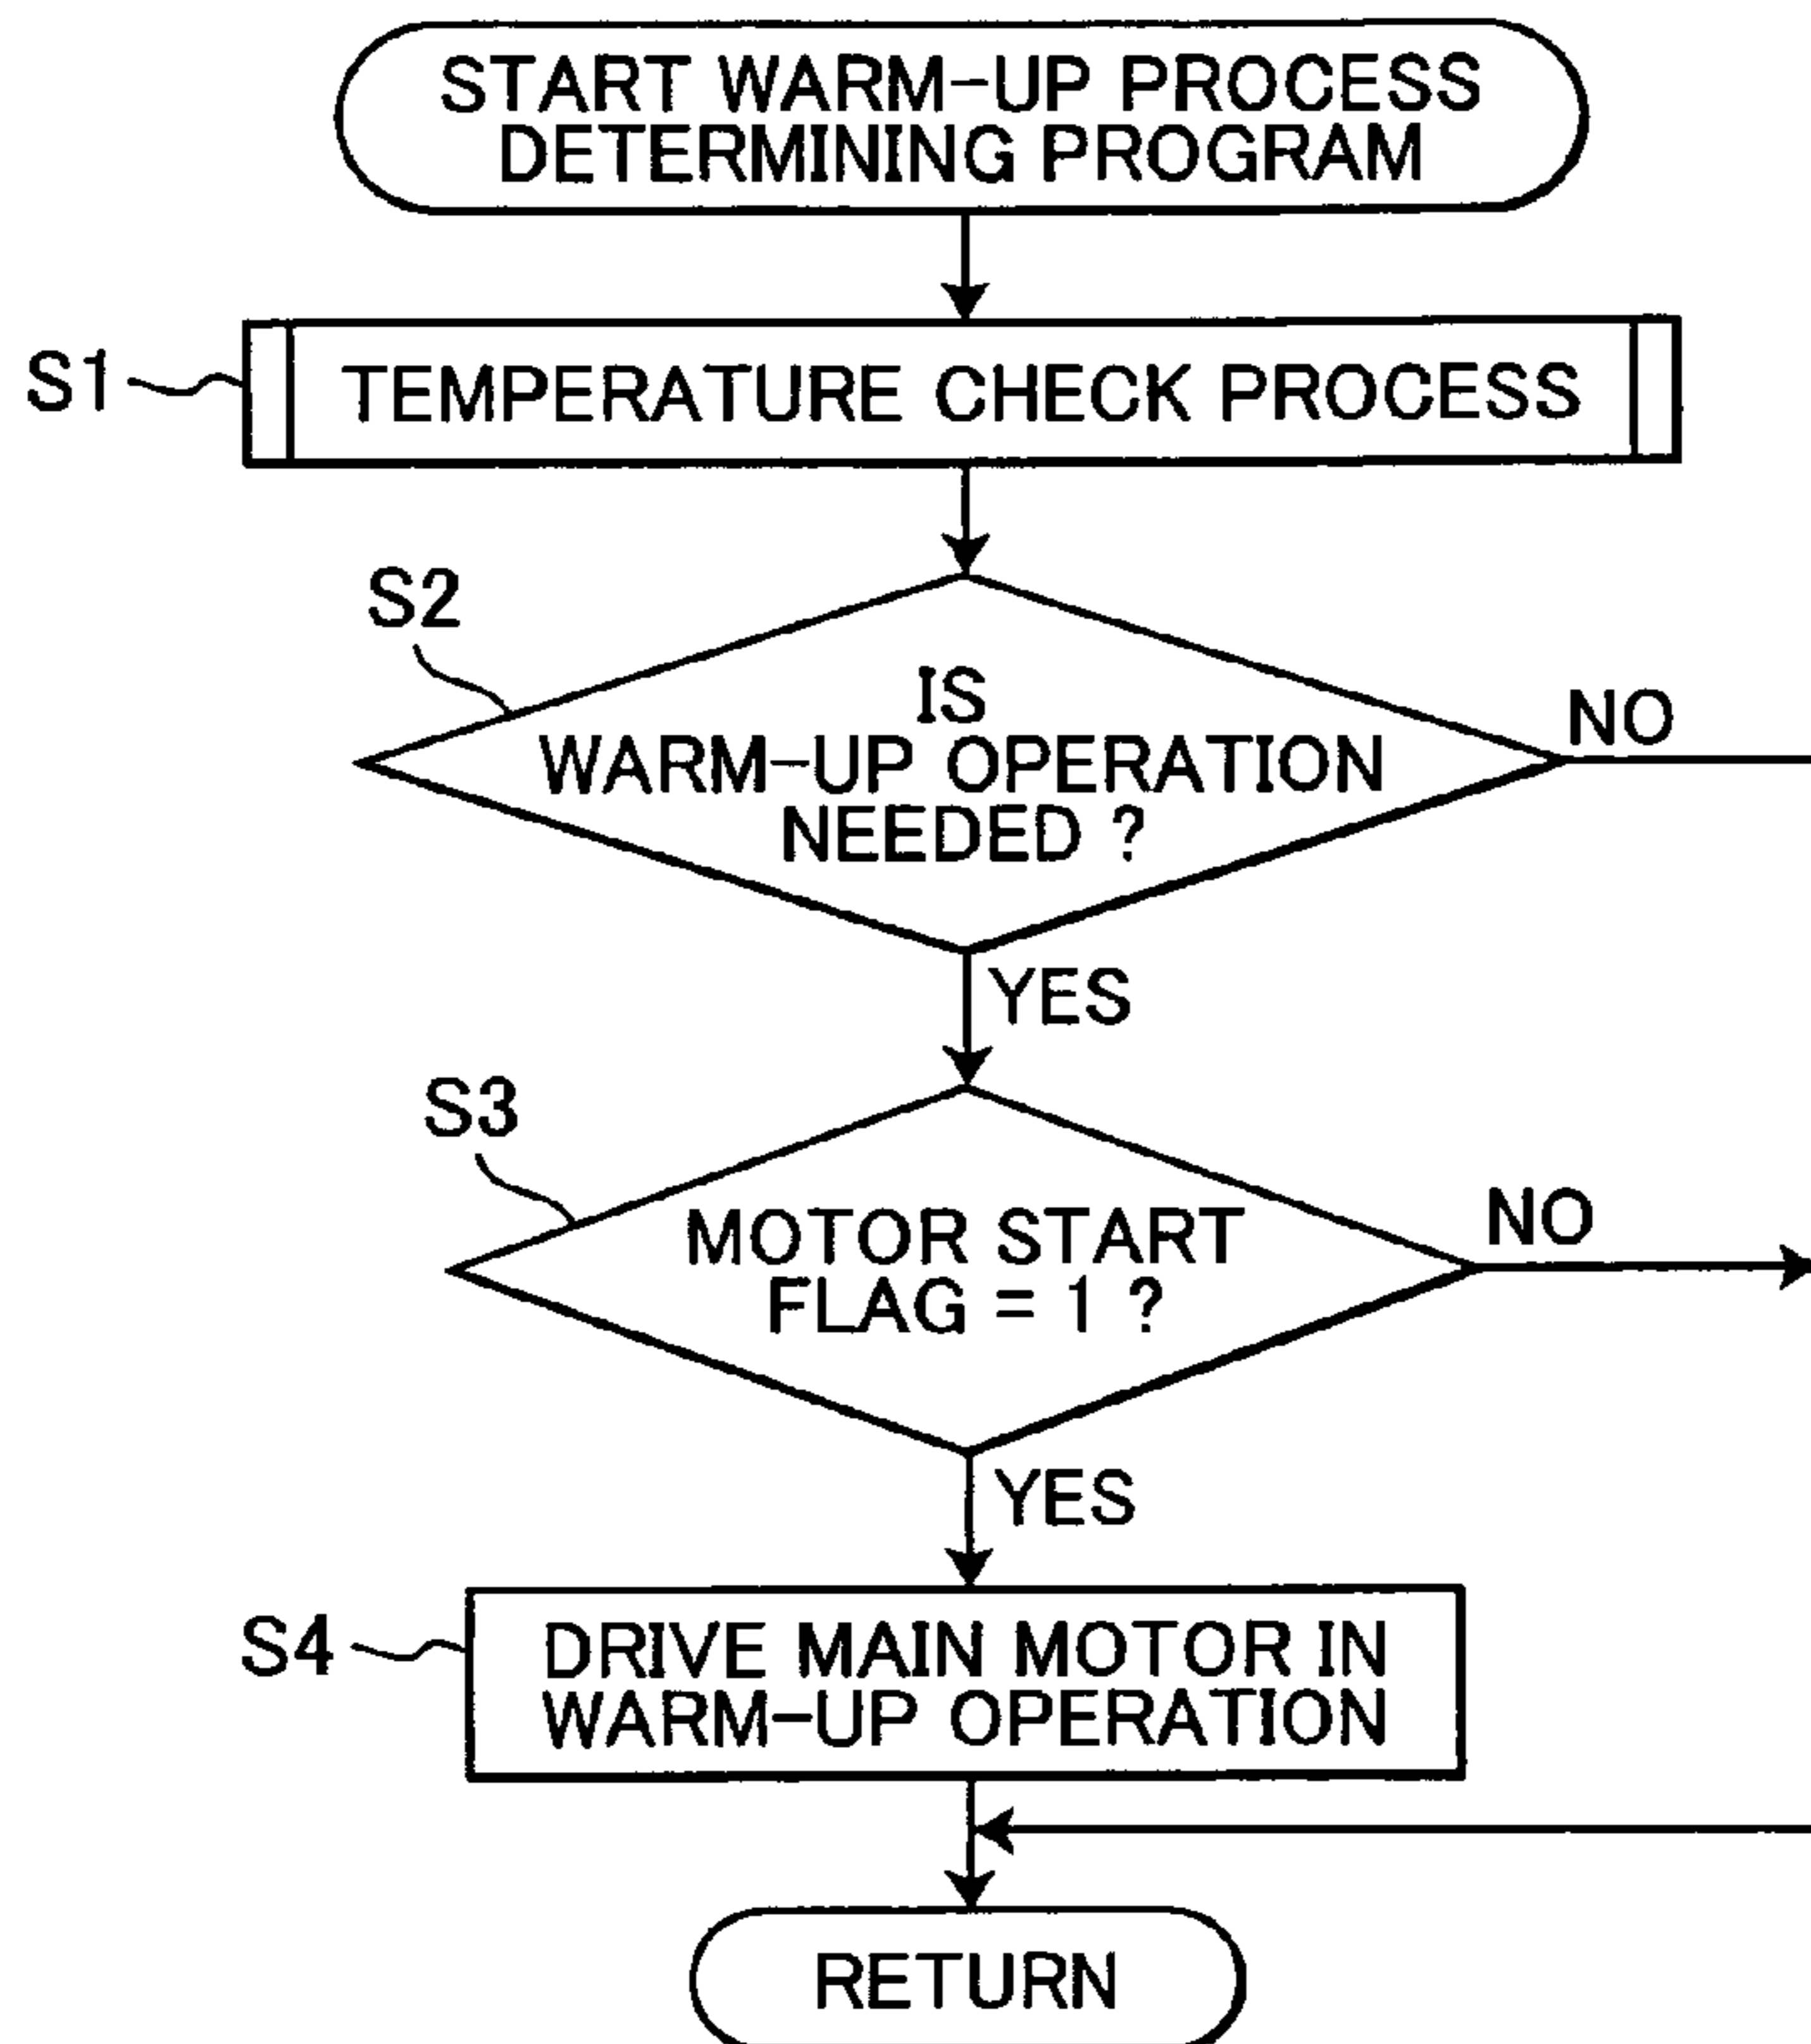 START WARM-UP PROCESS
DETERMINING PROGRAM
S1
TEMPERATURE CHECK PROCESS
S2
IS
WARM-UP OPERATION
NEEDED ?
NO
YES
S3
MOTOR START
FLAG = 1 ?
NO
YES
S4
DRIVE MAIN MOTOR IN
WARM-UP OPERATION
RETURN